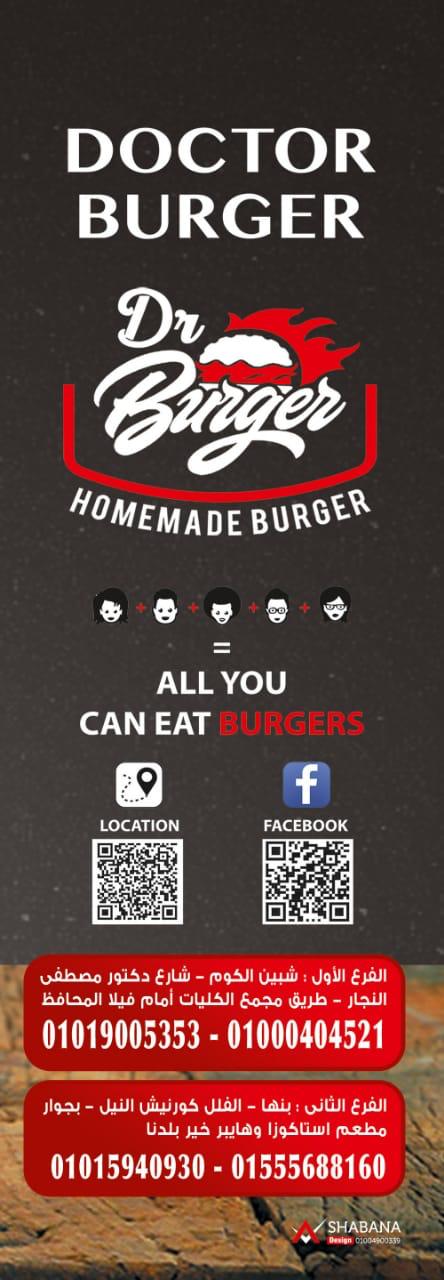 DOCTOR
BURGER
Dr
Burger
HOMEMADE BURGER
=
ALL YOU
CAN EAT BURGERS
LOCATION
FACEBOOK
الفرع الأول : شبين الكوم - شارع دكتور مصطفى
النجار - طريق مجمع الكليات أمام فيلا المحافظ
01019005353 - 01000404521
الفرع الثانى : بنها - الفلل كورنيش النيل - بجوار
مطعم استاكوزا وهايبر خير بلدنا
01015940930 - 01555688160
SHABANA
Design 01004900339